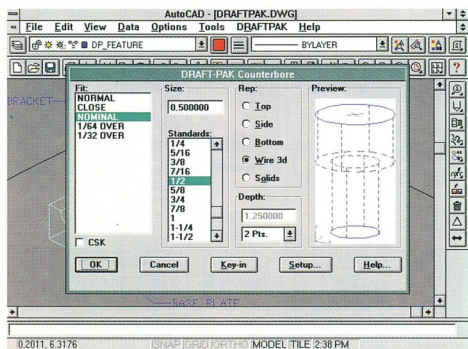 AutoCAD - [DRAFTPAK.DWG]
File Edit View Data Options Tools DRAFTPAK Help
DP_FEATURE BYLAYER
DRAFT-PAK Counterbore
Fit:
NORMAL
CLOSE
NOMINAL
1/64 OVER
1/32 OVER
CSK
Size:
0.500000
Standards:
1/4
5/16
3/8
7/16
1/2
5/8
3/4
7/8
1
1-1/4
1-1/2
Rep:
Top
Side
Bottom
Wire 3d
Solids
Depth:
1.250000
2 Pts.
Preview:
OK Cancel Key-in Setup... Help...
BRACKET
BASE PLATE
0.2011, 6.3176 SNAP GRID ORTHO MODEL TILE 2:38 PM